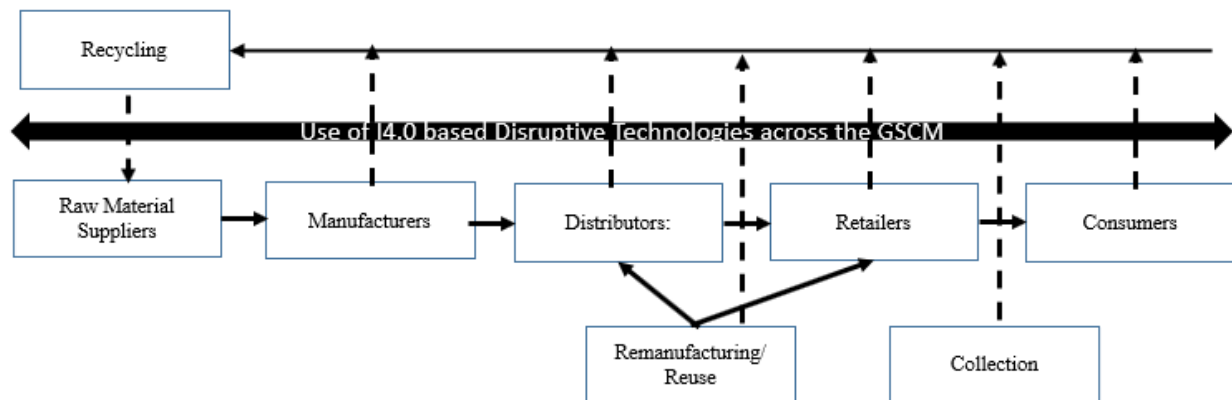 Recycling
Use of I4.0 based Disruptive Technologies across the GSCM
Raw Material
Suppliers
Manufacturers
Distributors:
Retailers
Consumers
Remanufacturing/
Reuse
Collection